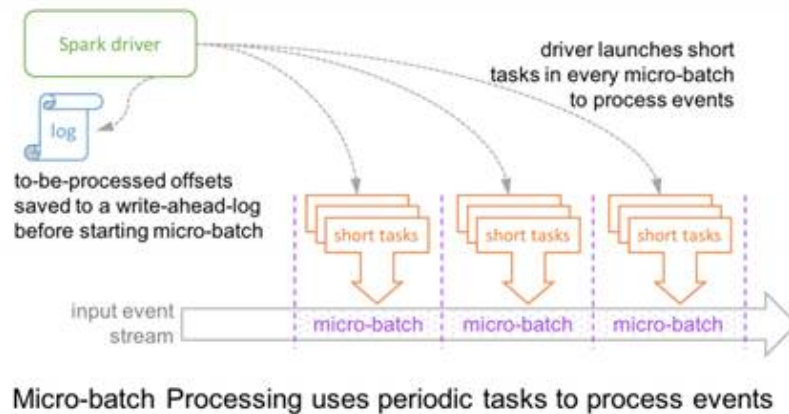 Spark driver
driver launches short
tasks in every micro-batch
to process events
log
to-be-processed offsets
saved to a write-ahead-log
before starting micro-batch
short tasks
short tasks
short tasks
input event
stream
micro-batch
micro-batch
micro-batch
Micro-batch Processing uses periodic tasks to process events